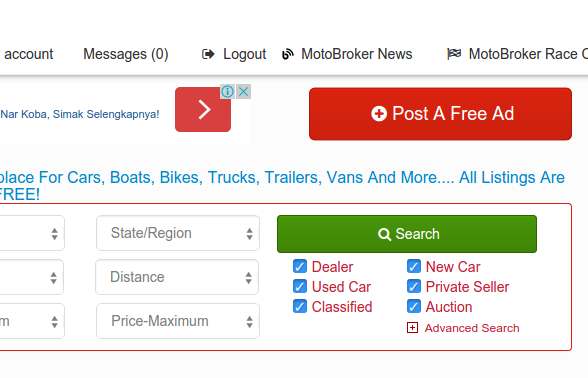 account
Messages (0)
Logout
MotoBroker News
MotoBroker Race
Nar Koba, Simak Selengkapnya!
Post A Free Ad
place For Cars, Boats, Bikes, Trucks, Trailers, Vans And More.... All Listings Are
FREE!
State/Region
Search
Dealer
New Car
Distance
Used Car
Private Seller
Classified
Auction
Price-Maximum
Advanced Search